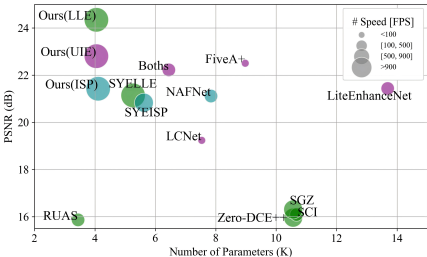 24
22
20
18
16
PSNR (dB)
2
4
6
8
10
12
14
Number of Parameters (K)
Ours(LLE)
Ours(UIE)
Ours(ISP)
SYELLE
SYEISP
Boths
FiveA+
NAFNet
LiteEnhanceNet
LCNet
RUAS
SGZ
SCI
Zero-DCE++
# Speed [FPS]
<100
[100, 500]
[500, 900]
>900